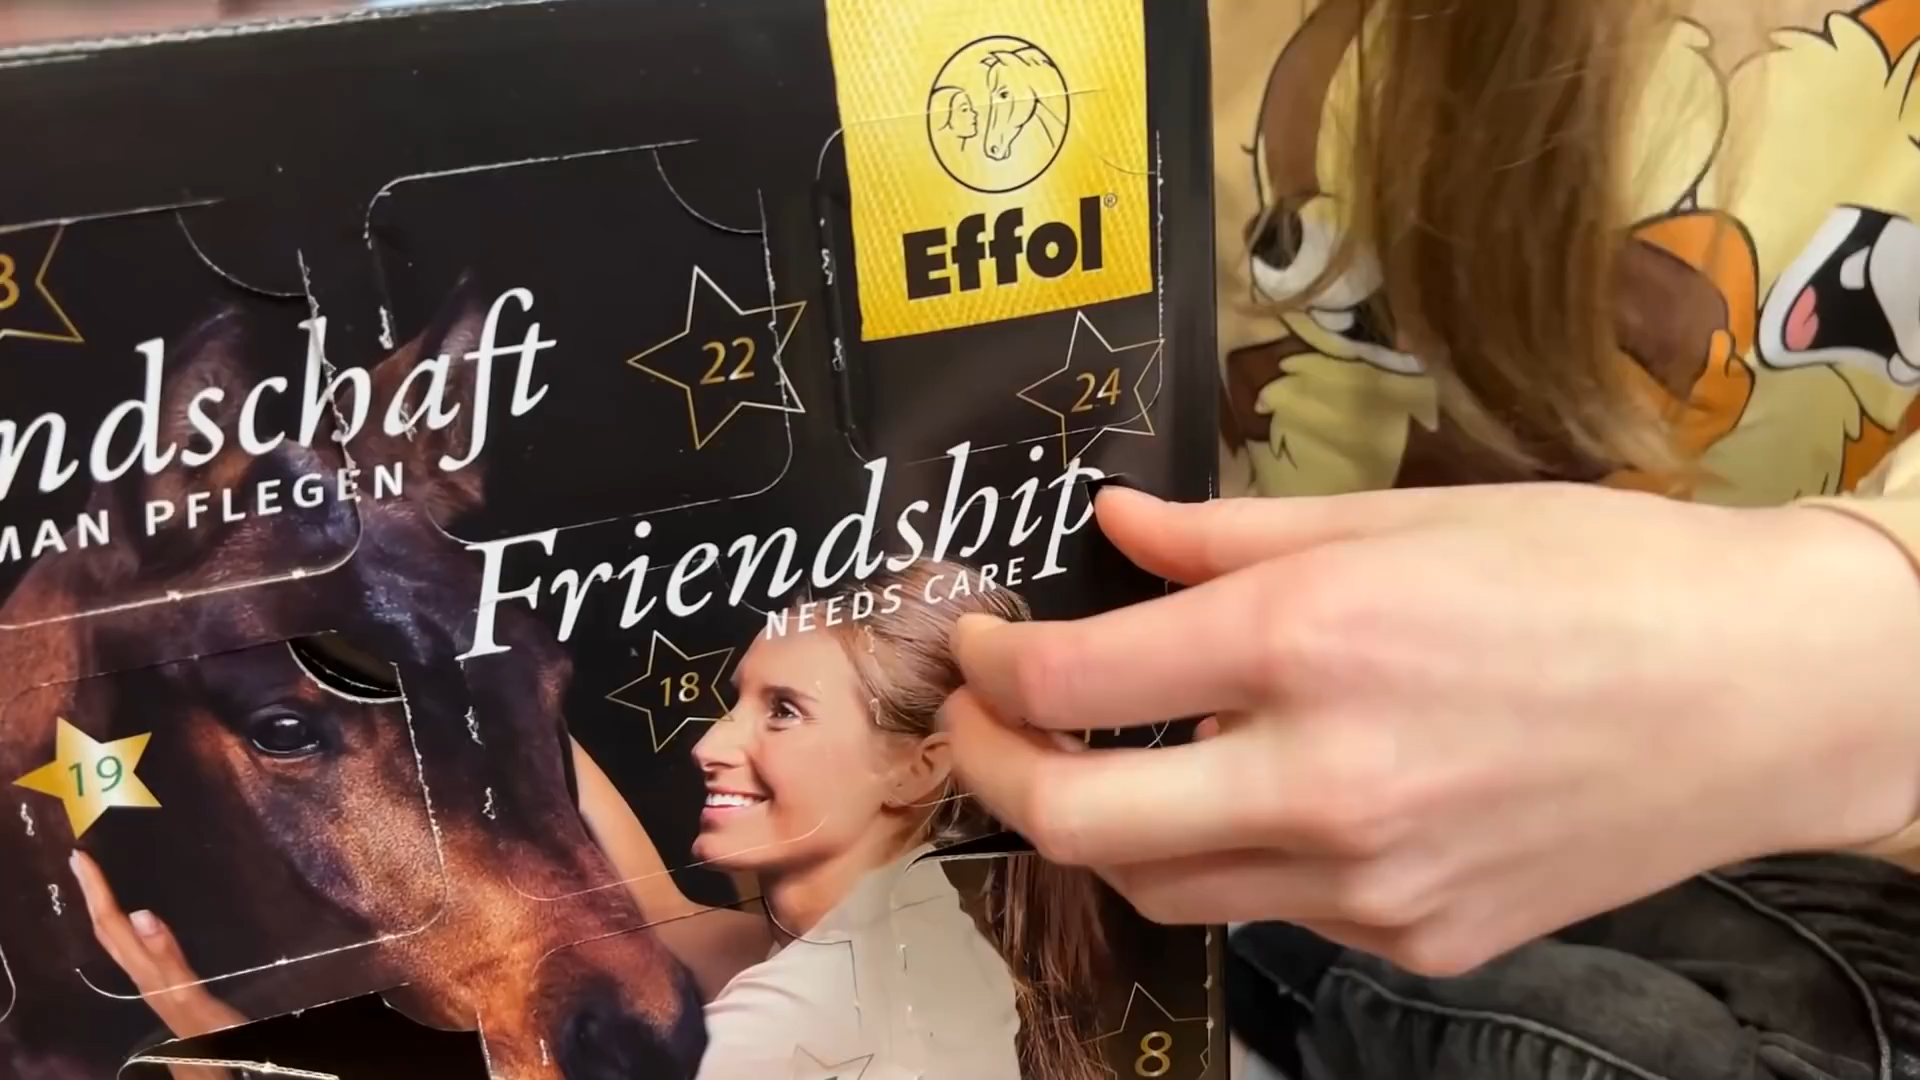 Effol®
22
24
ndschaft
MAN PFLEGEN
Friendship
NEEDS CARE
18
19
8